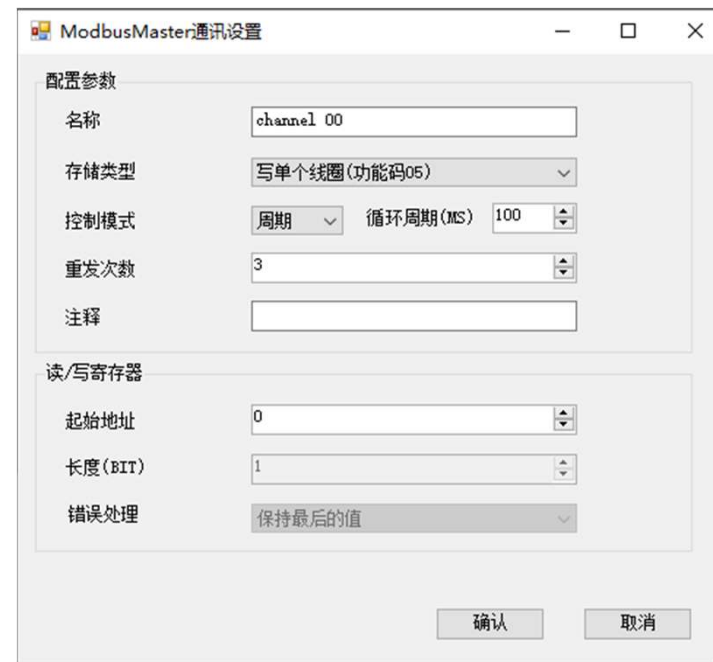 ModbusMaster通讯设置
配置参数
名称 channel 00
存储类型 写单个线圈(功能码05)
控制模式 周期 循环周期(MS) 100
重发次数 3
注释
读/写寄存器
起始地址 0
长度(BIT) 1
错误处理 保持最后的值
确认 取消